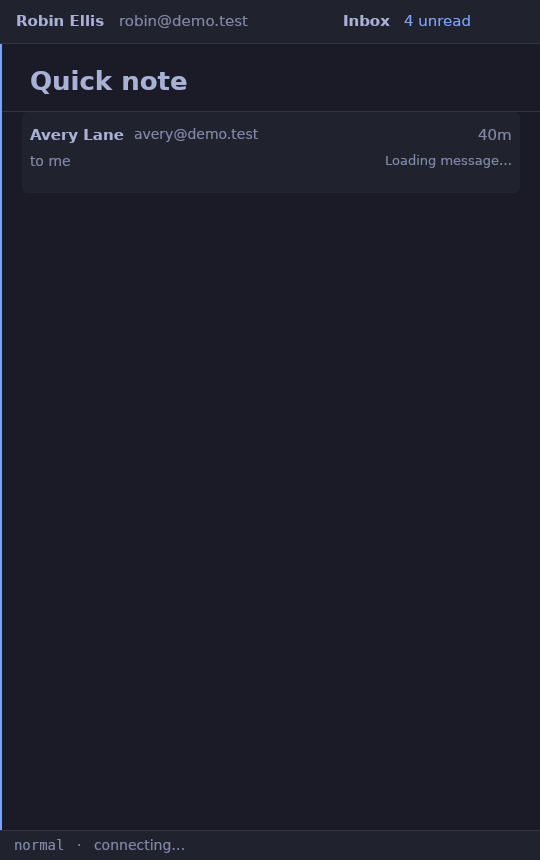 Robin Ellis robin@demo.test Inbox 4 unread
Quick note
Avery Lane avery@demo.test 40m
to me Loading message...
normal · connecting...